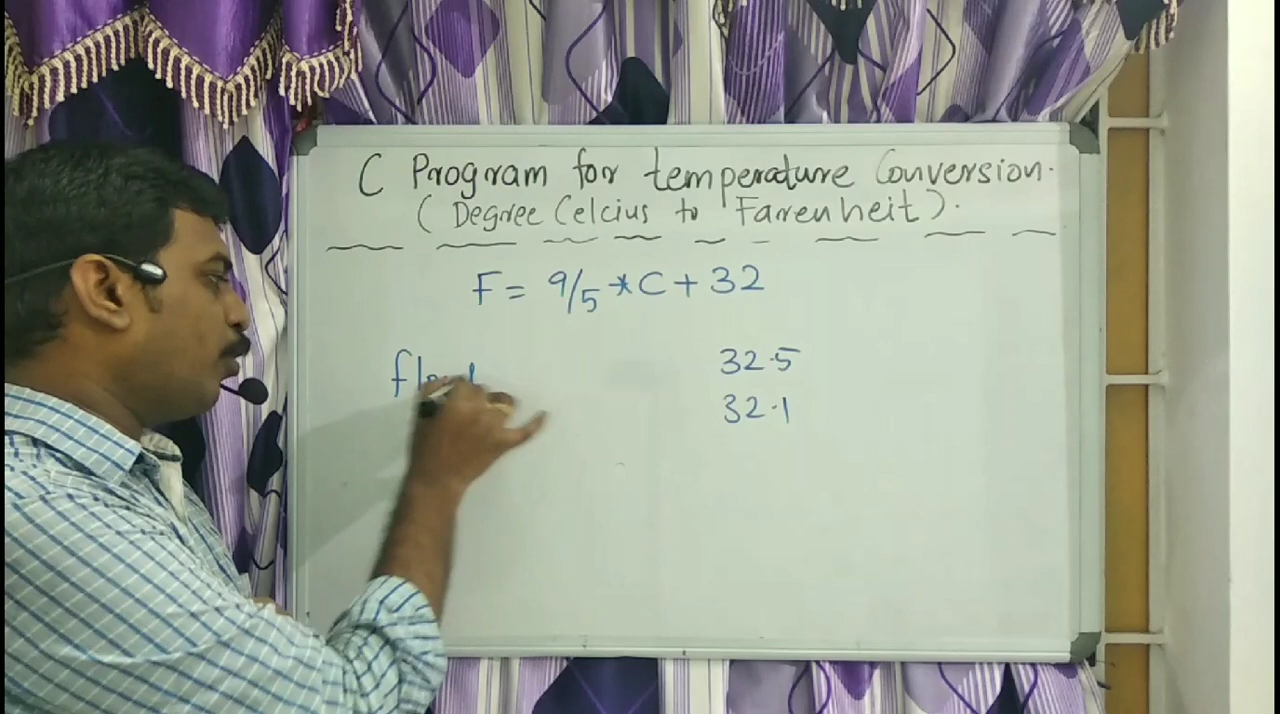 C Program for temperature Conversion.
(Degree Celcius to Farenheit).
F = 9/5 * C + 32
32.5
32.1